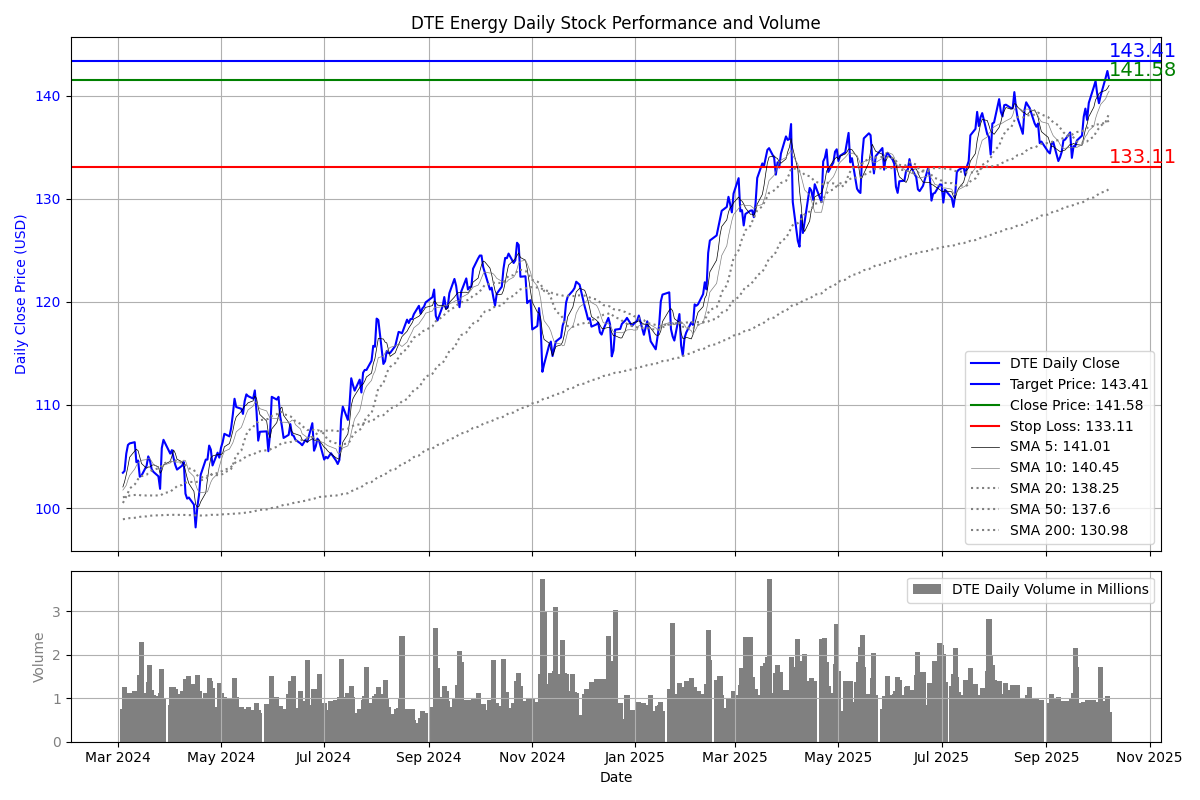 DTE Energy Daily Stock Performance and Volume
143.41
141.58
140
133.11
130
120
110
100
Daily Close Price (USD)
DTE Daily Close
Target Price: 143.41
Close Price: 141.58
Stop Loss: 133.11
SMA 5: 141.01
SMA 10: 140.45
SMA 20: 138.25
SMA 50: 137.6
SMA 200: 130.98
DTE Daily Volume in Millions
3
2
1
0
Volume
Mar 2024 May 2024 Jul 2024 Sep 2024 Nov 2024 Jan 2025 Mar 2025 May 2025 Jul 2025 Sep 2025 Nov 2025
Date